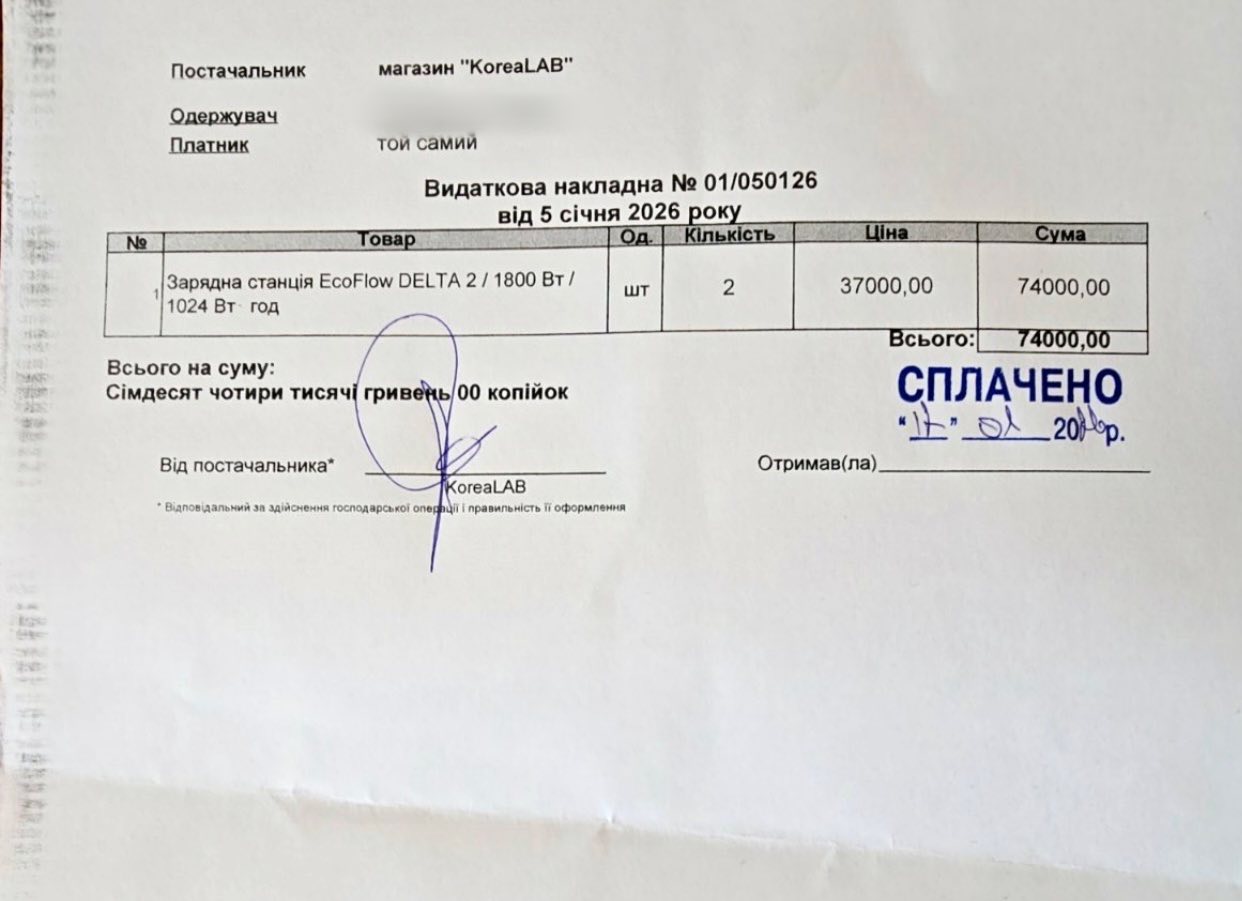 Постачальник магазин "KoreaLAB"
Одержувач
Платник той самий
Видаткова накладна № 01/050126
від 5 січня 2026 року
№ Товар Од. Кількість Ціна Сума
1 Зарядна станція EcoFlow DELTA 2 / 1800 Вт / 1024 Вт · год шт 2 37000,00 74000,00
Всього: 74000,00
Всього на суму:
Сімдесят чотири тисячі гривень 00 копійок
СПЛАЧЕНО
"17" 01 20 р.
Від постачальника* Отримав(ла)
KoreaLAB
* Відповідальний за здійснення господарської операції і правильність її оформлення